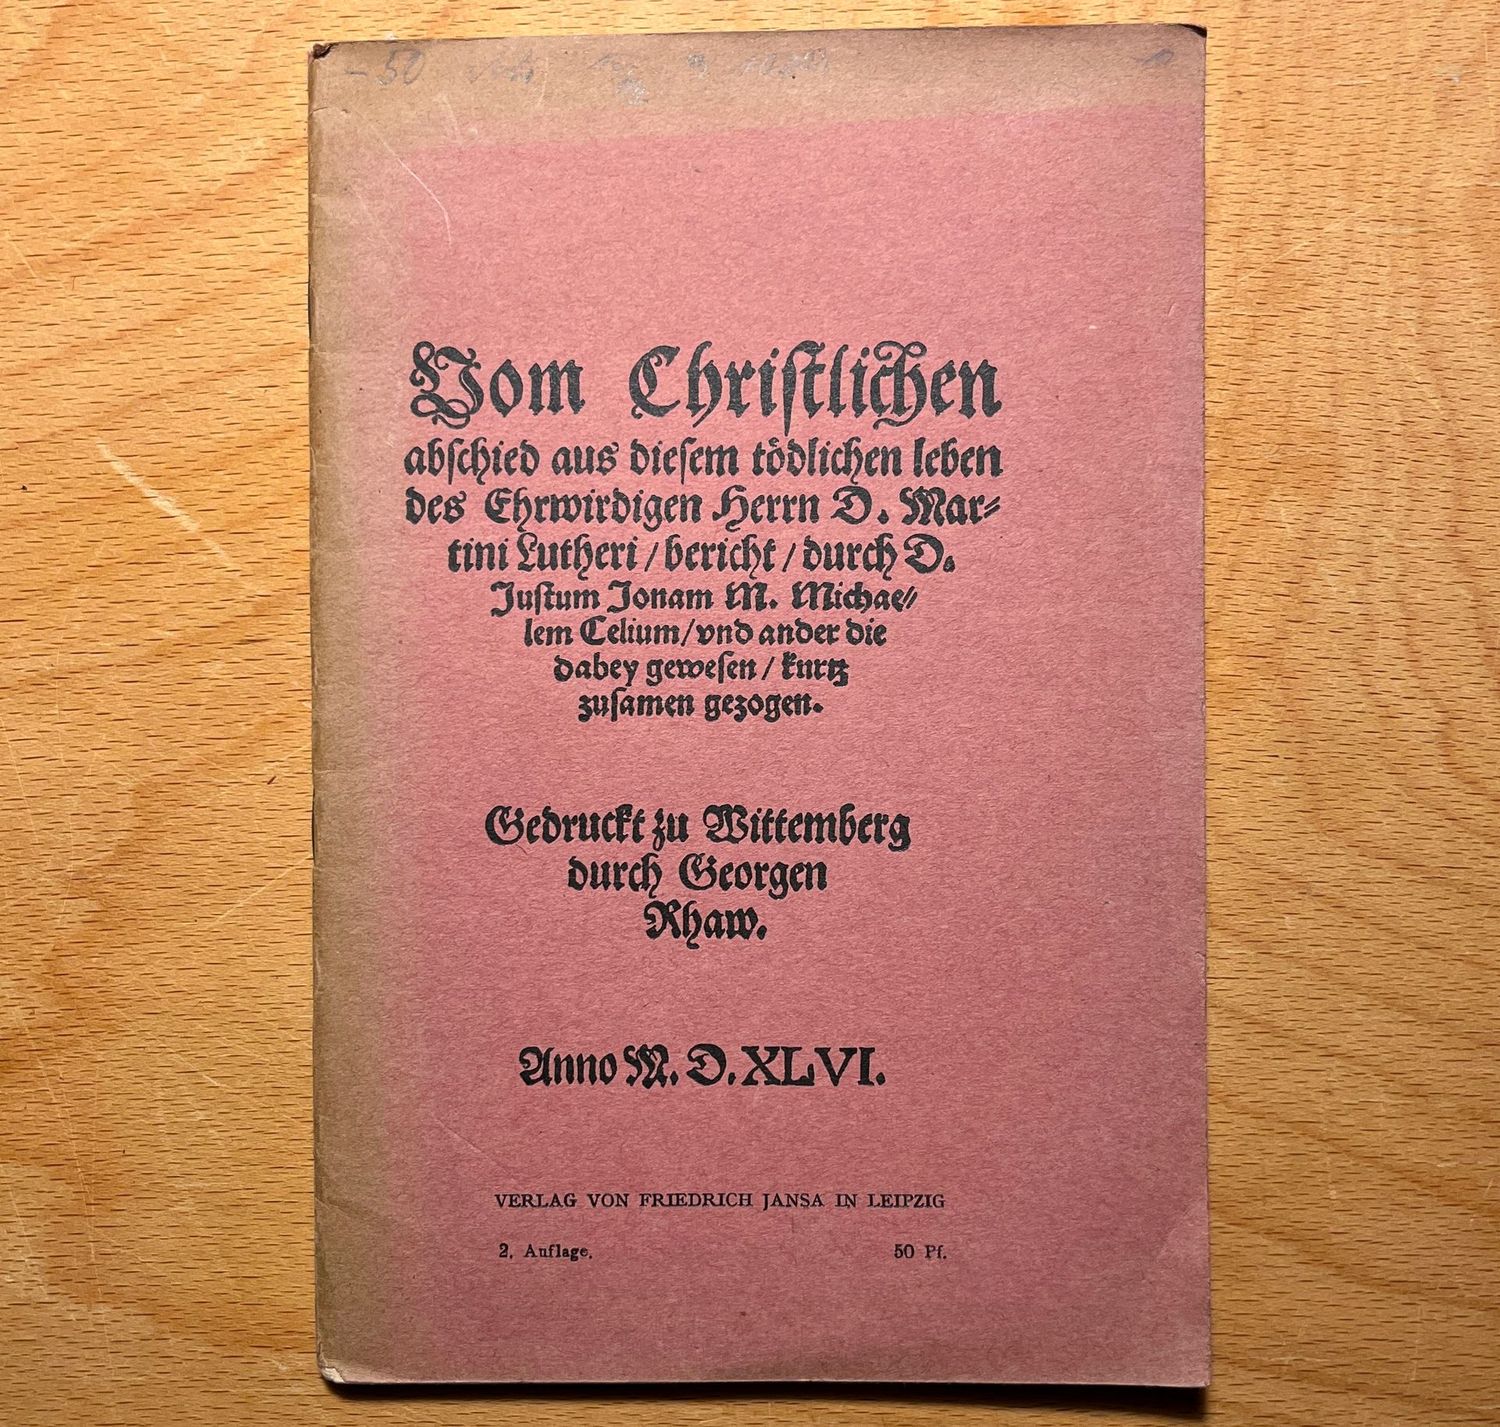 - 50
Vom Chriſtlichen
abſchied aus dieſem tödlichen leben
des Ehrwirdigen Herrn D. Mar⸗
tini Lutheri / bericht / durch D.
Juſtum Jonam M. Michae⸗
lem Celium / vnd ander die
dabey geweſen / kurtz
zuſamen gezogen.
Gedruckt zu Wittemberg
durch Georgen
Rhaw.
Anno M. D. XLVI.
VERLAG VON FRIEDRICH JANSA IN LEIPZIG
2. Auflage. 50 Pf.